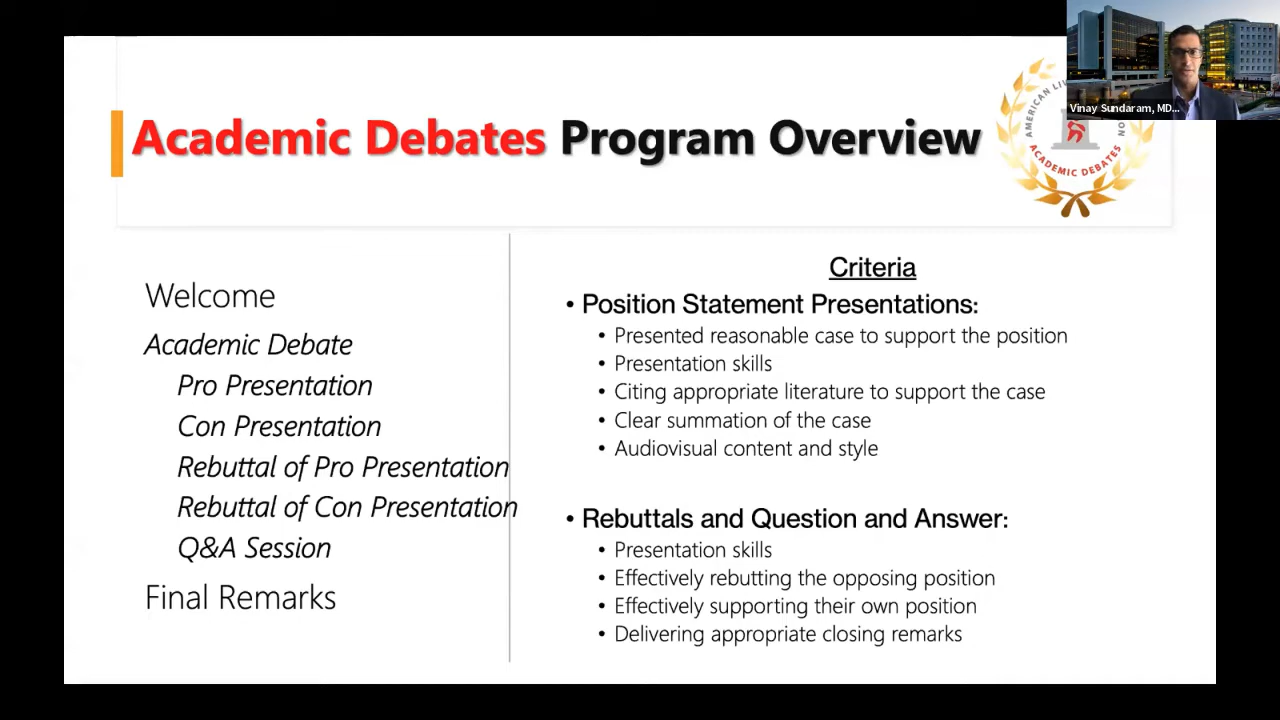 Academic Debates Program Overview
AMERICAN LIV
ON
ACADEMIC DEBATES
Vinay Sundaram, MD...
Welcome
Academic Debate
Pro Presentation
Con Presentation
Rebuttal of Pro Presentation
Rebuttal of Con Presentation
Q&A Session
Final Remarks
Criteria
• Position Statement Presentations:
• Presented reasonable case to support the position
• Presentation skills
• Citing appropriate literature to support the case
• Clear summation of the case
• Audiovisual content and style
• Rebuttals and Question and Answer:
• Presentation skills
• Effectively rebutting the opposing position
• Effectively supporting their own position
• Delivering appropriate closing remarks